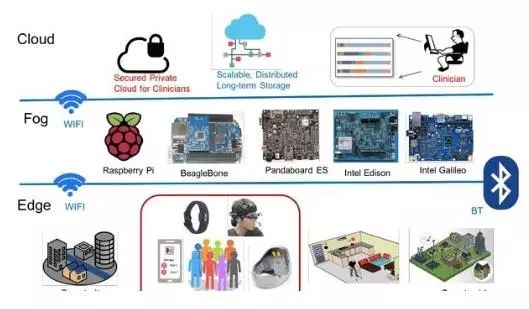 Cloud
Secured Private
Cloud for Clinicians
Scalable, Distributed
Long-term Storage
Clinician
WIFI
Fog
Raspberry Pi
BeagleBone
Pandaboard ES
Intel Edison
Intel Galileo
Edge
WIFI
BT